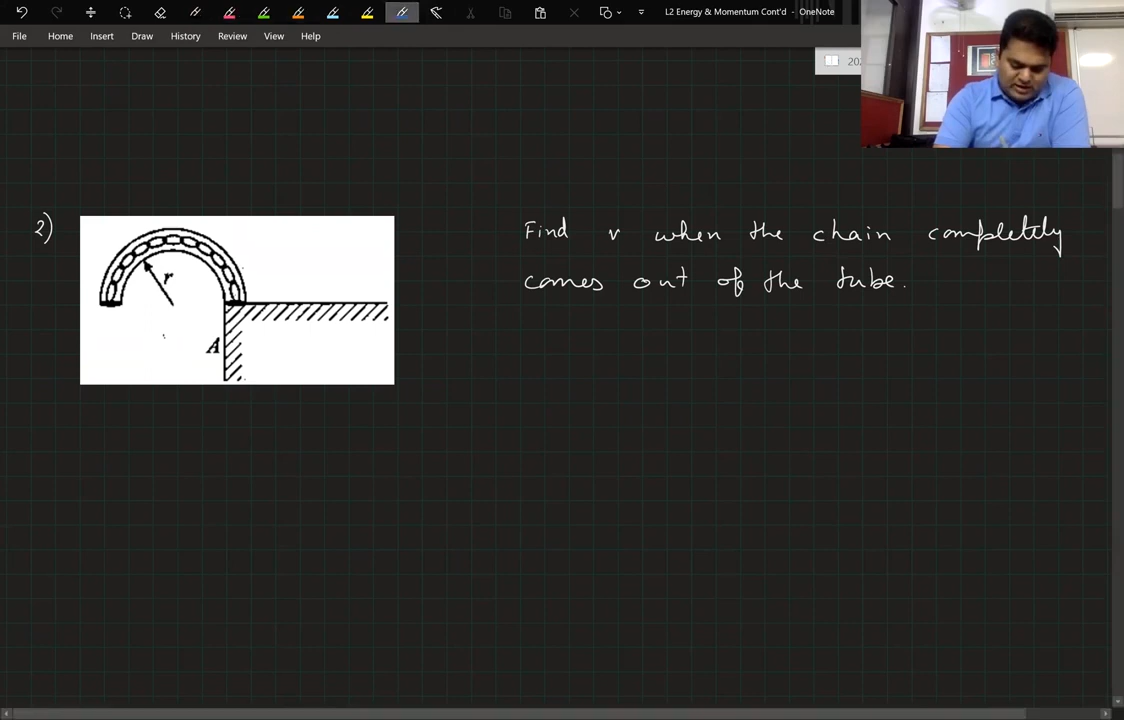 L2 Energy & Momentum Cont'd - OneNote
File Home Insert Draw History Review View Help
202
2)
Find v when the chain completely
comes out of the tube.
r
A